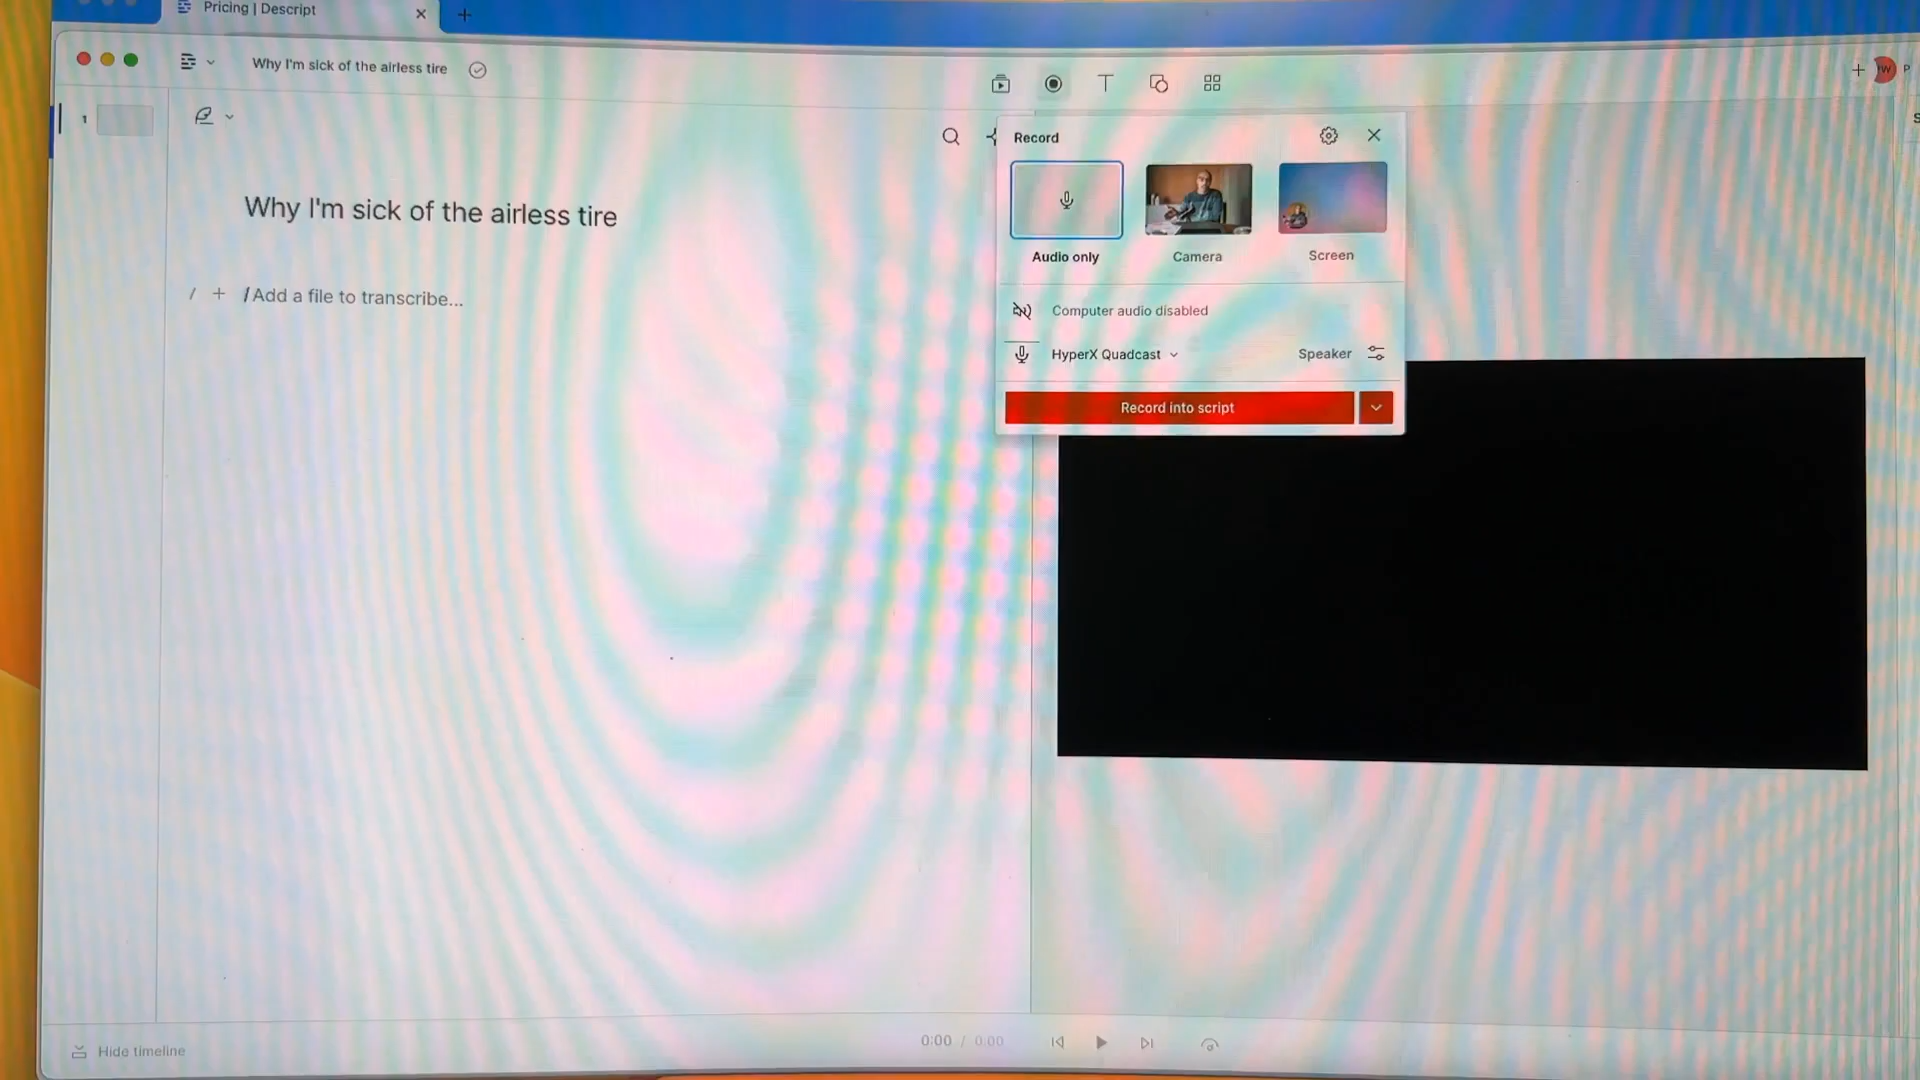 Pricing | Descript
Why I'm sick of the airless tire
1
Why I'm sick of the airless tire
/ + /Add a file to transcribe...
Record
Audio only
Camera
Screen
Computer audio disabled
HyperX Quadcast
Speaker
Record into script
0:00 / 0:00
Hide timeline